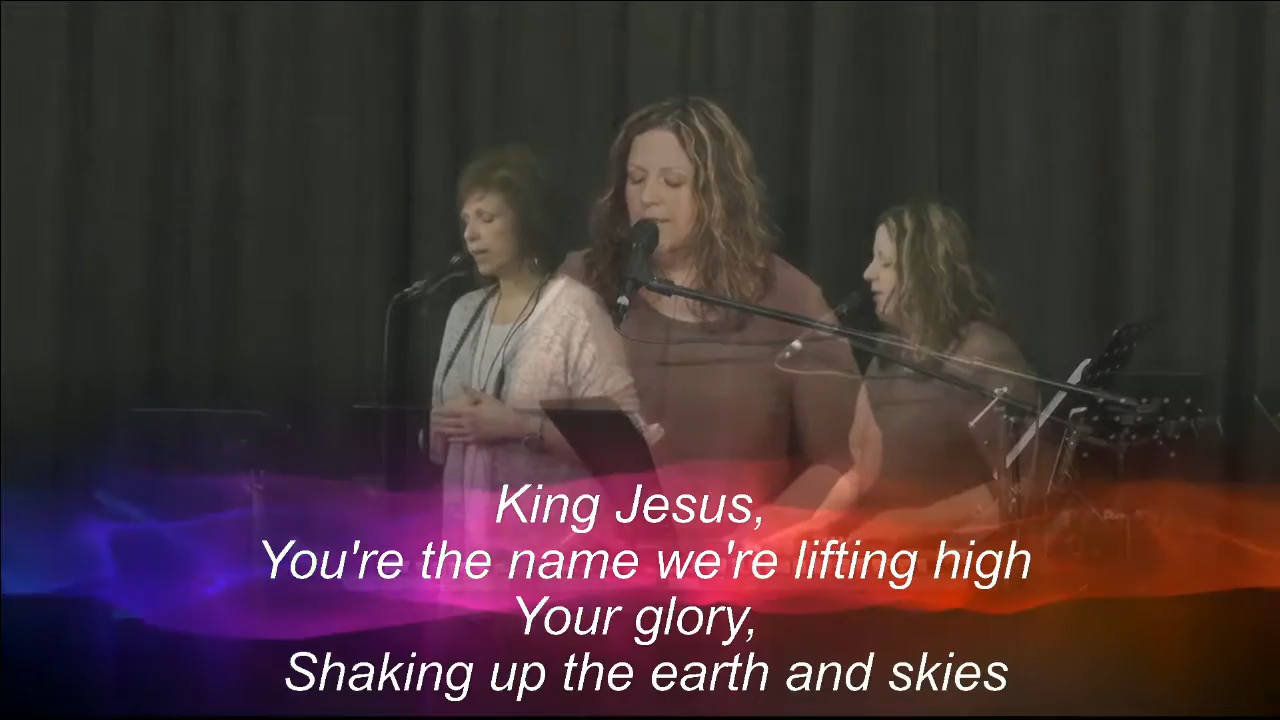 King Jesus,
You're the name we're lifting high
Your glory,
Shaking up the earth and skies